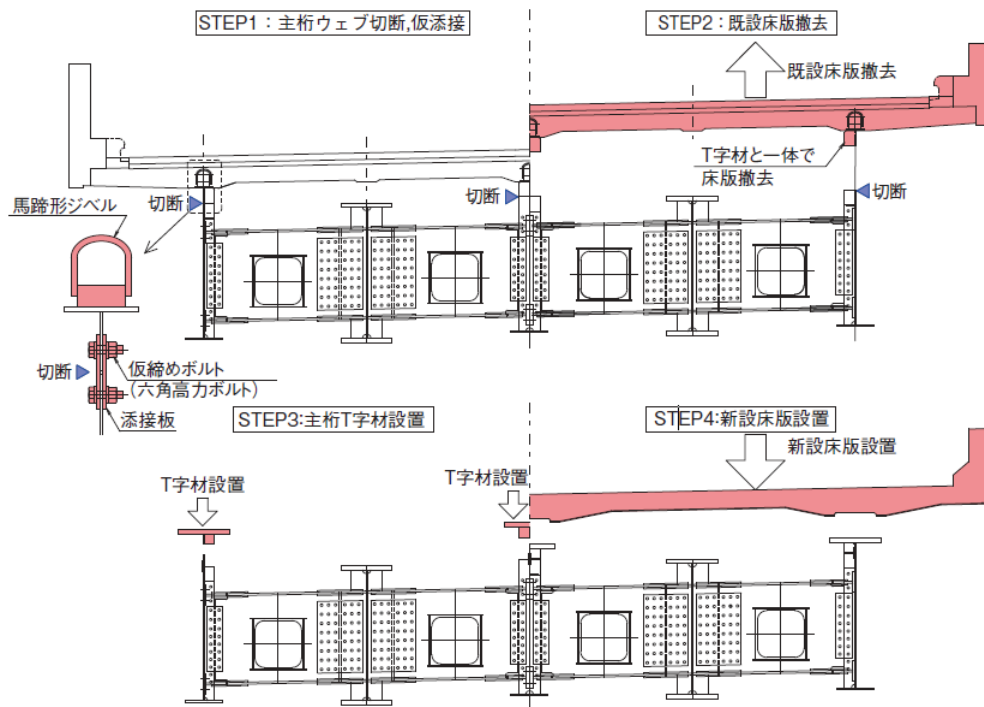 STEP1：主桁ウェブ切断,仮添接
STEP2：既設床版撤去
既設床版撤去
T字材と一体で
床版撤去
切断
切断
切断
馬蹄形ジベル
切断
仮締めボルト
(六角高力ボルト)
添接板
STEP3:主桁T字材設置
STEP4:新設床版設置
新設床版設置
T字材設置
T字材設置